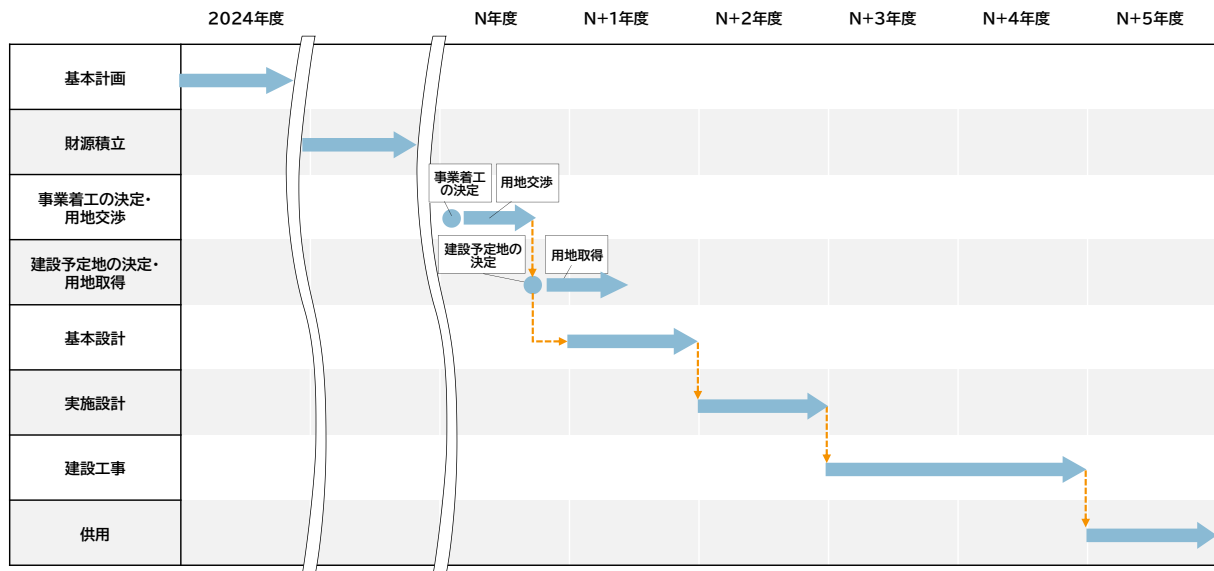 2024年度 N年度 N+1年度 N+2年度 N+3年度 N+4年度 N+5年度
基本計画
財源積立
事業着工の決定・
用地交渉
事業着工
の決定
用地交渉
建設予定地の決定・
用地取得
建設予定地の
決定
用地取得
基本設計
実施設計
建設工事
供用